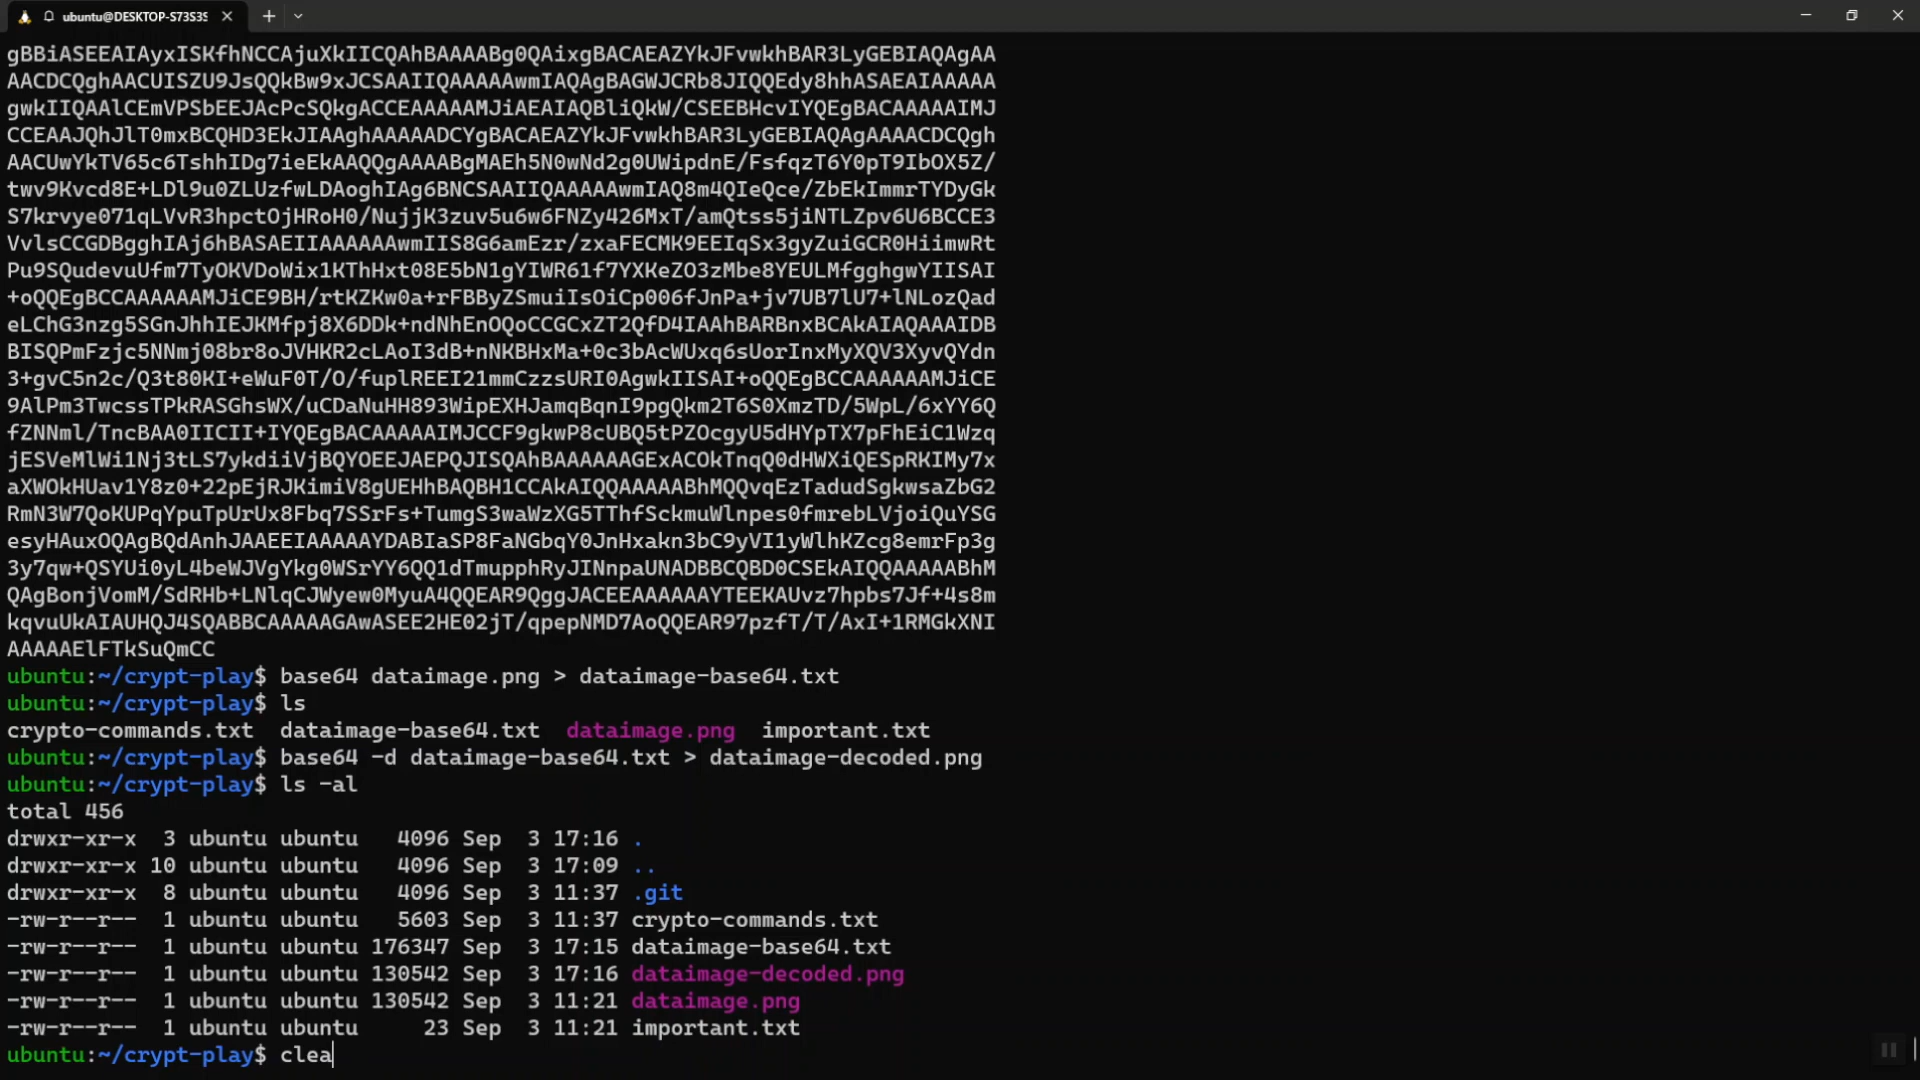 ubuntu@DESKTOP-S73S3S
gBBiASEEAIAyxISKfhNCCAjuXkIICQAhBAAAABg0QAixgBACAEAZYkJFvwkhBAR3LyGEBIAQAgAA
AACDCQghAACUISZU9JsQQkBw9xJCSAAIIQAAAAAwmIAQAgBAGWJCRb8JIQQEdy8hhASAEAIAAAAA
gwkIIQAAlCEmVPSbEEJAcPcSQkgACCEAAAAAMJiAEAIAQBliQkW/CSEEBHcvIYQEgBACAAAAAIMJ
CCEAAJQhJlT0mxBCQHD3EkJIAAghAAAAADCYgBACAEAZYkJFvwkhBAR3LyGEBIAQAgAAAACDCQgh
AACUwYkTV65c6TshhIDg7ieEkAAQQgAAAABgMAEh5N0wNd2g0UWipdnE/FsfqzT6Y0pT9IbOX5Z/
twv9Kvcd8E+LDl9u0ZLUzfwLDAoghIAg6BNCSAAIIQAAAAAwmIAQ8m4QIeQce/ZbEkImmrTYDyGk
S7krvye071qLVvR3hpctOjHRoH0/NujjK3zuv5u6w6FNZy426MxT/amQtss5jiNTLZpv6U6BCCE3
VvlsCCGDBgghIAj6hBASAEIIAAAAAAwmIIS8G6amEzr/zxaFECMK9EEIqSx3gyZuiGCR0HiimwRt
Pu9SQudevuUfm7TyOKVDoWix1KThHxt08E5bN1gYIWR61f7YXKeZO3zMbe8YEULMfgghgwYIISAI
+oQQEgBCCAAAAAAMJiCE9BH/rtKZKw0a+rFBByZSmuiIsOiCp006fJnPa+jv7UB7lU7+lNLozQad
eLChG3nzg5SGnJhhIEJKMfpj8X6DDk+ndNhEnOQoCCGCxZT2QfD4IAAhBARBnxBCAkAIAQAAAIDB
BISQPmFzjc5NNmj08br8oJVHKR2cLAoI3dB+nNKBHxMa+0c3bAcWUxq6sUorInxMyXQV3XyvQYdn
3+gvC5n2c/Q3t80KI+eWuF0T/O/fuplREEI21mmCzzsURI0AgwkIISAI+oQQEgBCCAAAAAAMJiCE
9AlPm3TwcssTPkRASGhsWX/uCDaNuHH893WipEXHJamqBqnI9pgQkm2T6S0XmzTD/5WpL/6xYY6Q
fZNNml/TncBAA0IICII+IYQEgBACAAAAAIMJCCF9gkwP8cUBQ5tPZOcgyU5dHYpTX7pFhEiC1Wzq
jESVeMlWi1Nj3tLS7ykdiiVjBQYOEEJAEPQJISQAhBAAAAAAGExACOkTnqQ0dHWXiQESpRKIMy7x
aXWOkHUav1Y8z0+22pEjRJKimiV8gUEHhBAQBH1CCAkAIQQAAAAABhMQQvqEzTadudSgkwsaZbG2
RmN3W7QoKUPqYpuTpUrUx8Fbq7SSrFs+TumgS3waWzXG5TThfSckmuWlnpes0fmrebLVjoiQuYSG
esyHAuxOQAgBQdAnhJAAEEIAAAAAYDABIaSP8FaNGbqY0JnHxakn3bC9yVI1yWlhKZcg8emrFp3g
3y7qw+QSYUi0yL4beWJVgYkg0WSrYY6QQ1dTmupphRyJINnpaUNADBBCQBD0CSEkAIQQAAAAABhM
QAgBonjVomM/SdRHb+LNlqCJWyew0MyuA4QQEAR9QggJACEEAAAAAAYTEEKAUvz7hpbs7Jf+4s8m
kqvuUkAIAUHQJ4SQABBCAAAAAGAwASEE2HE02jT/qpepNMD7AoQQEAR97pzfT/T/AxI+1RMGkXNI
AAAAAElFTkSuQmCC
ubuntu:~/crypt-play$ base64 dataimage.png > dataimage-base64.txt
ubuntu:~/crypt-play$ ls
crypto-commands.txt  dataimage-base64.txt  dataimage.png  important.txt
ubuntu:~/crypt-play$ base64 -d dataimage-base64.txt > dataimage-decoded.png
ubuntu:~/crypt-play$ ls -al
total 456
drwxr-xr-x  3 ubuntu ubuntu   4096 Sep  3 17:16 .
drwxr-xr-x 10 ubuntu ubuntu   4096 Sep  3 17:09 ..
drwxr-xr-x  8 ubuntu ubuntu   4096 Sep  3 11:37 .git
-rw-r--r--  1 ubuntu ubuntu   5603 Sep  3 11:37 crypto-commands.txt
-rw-r--r--  1 ubuntu ubuntu 176347 Sep  3 17:15 dataimage-base64.txt
-rw-r--r--  1 ubuntu ubuntu 130542 Sep  3 17:16 dataimage-decoded.png
-rw-r--r--  1 ubuntu ubuntu 130542 Sep  3 11:21 dataimage.png
-rw-r--r--  1 ubuntu ubuntu     23 Sep  3 11:21 important.txt
ubuntu:~/crypt-play$ clea